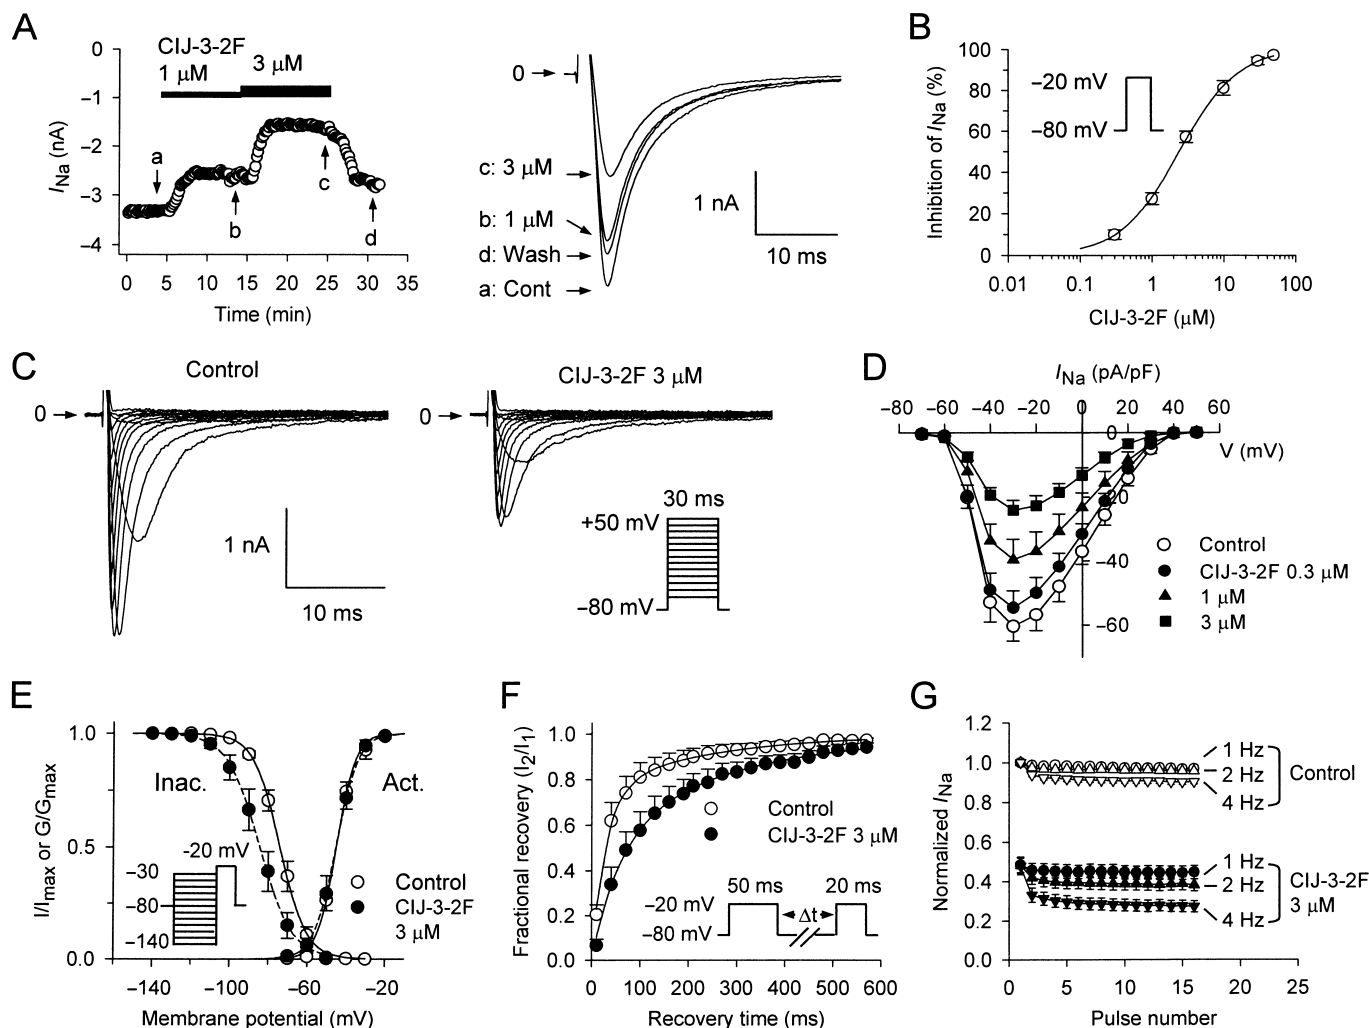 A
CIJ-3-2F
1 μM
3 μM
0
−1
−2
−3
−4
INa (nA)
a
b
c
d
0 5 10 15 20 25 30 35
Time (min)
0
c: 3 μM
b: 1 μM
d: Wash
a: Cont
1 nA
10 ms
B
100
80
60
40
20
0
Inhibition of INa (%)
−20 mV
−80 mV
0.01 0.1 1 10 100
CIJ-3-2F (μM)
C
Control
0
1 nA
10 ms
CIJ-3-2F 3 μM
0
30 ms
+50 mV
−80 mV
D
INa (pA/pF)
−80 −60 −40 −20 0 20 40 60
V (mV)
0
−20
−40
−60
Control
CIJ-3-2F 0.3 μM
1 μM
3 μM
E
1.0
0.5
0.0
I/Imax or G/Gmax
Inac.
Act.
-20 mV
−30
−80
−140
Control
CIJ-3-2F
3 μM
−140 −100 −60 −20
Membrane potential (mV)
F
1.0
0.8
0.6
0.4
0.2
0.0
Fractional recovery (I2/I1)
Control
CIJ-3-2F 3 μM
50 ms
20 ms
−20 mV
−80 mV
Δt
0 100 200 300 400 500 600
Recovery time (ms)
G
1.2
1.0
0.8
0.6
0.4
0.2
0.0
Normalized INa
1 Hz
2 Hz
4 Hz
Control
1 Hz
2 Hz
4 Hz
CIJ-3-2F
3 μM
0 5 10 15 20 25
Pulse number